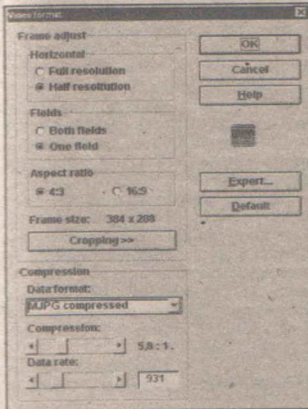 Video format
Frame adjust
Horizontal
Full resolution
Half resolution
Fields
Both fields
One field
Aspect ratio
4:3 16:9
Frame size: 384 x 288
Cropping >>
Compression
Data format:
MJPG compressed
Compression:
5,8 : 1
Data rate:
931
OK
Cancel
Help
Expert...
Default